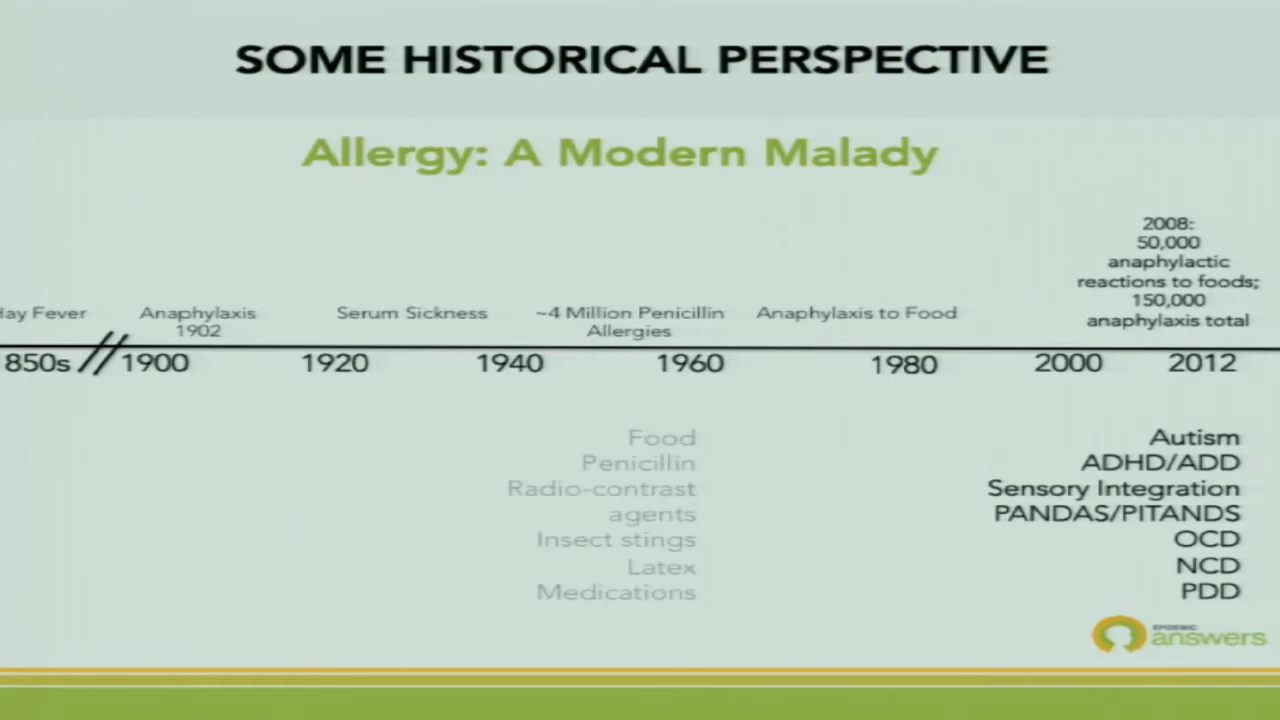 SOME HISTORICAL PERSPECTIVE
Allergy: A Modern Malady
2008:
50,000
anaphylactic
reactions to foods;
150,000
anaphylaxis total
Hay Fever
Anaphylaxis
1902
Serum Sickness
~4 Million Penicillin
Allergies
Anaphylaxis to Food
850s // 1900 1920 1940 1960 1980 2000 2012
Food
Penicillin
Radio-contrast
agents
Insect stings
Latex
Medications
Autism
ADHD/ADD
Sensory Integration
PANDAS/PITANDS
OCD
NCD
PDD
EPIDEMIC
answers